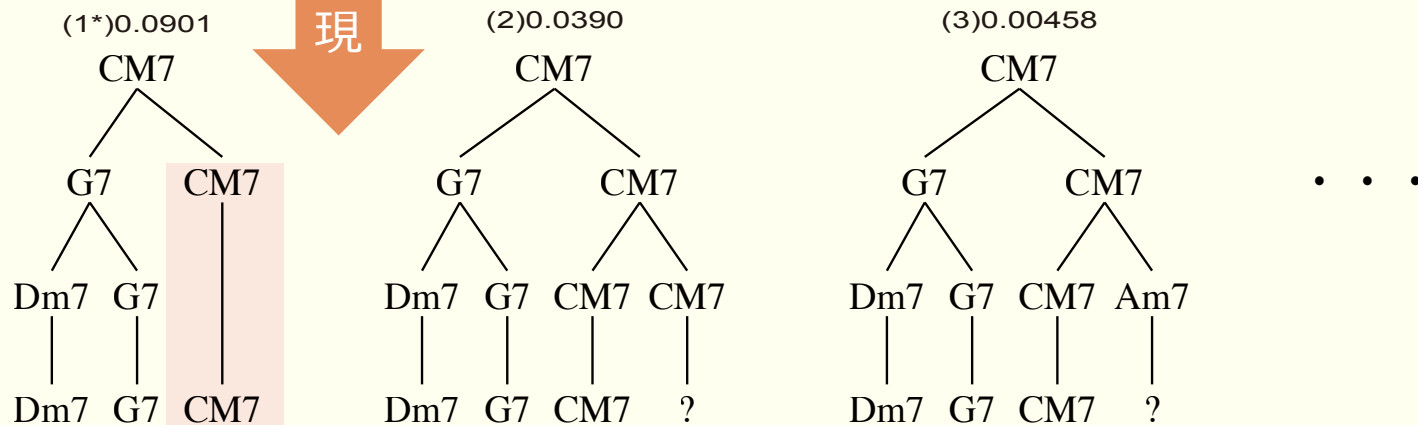 (1*)0.0901 現 (2)0.0390 (3)0.00458
CM7 CM7 CM7
G7 CM7 G7 CM7 G7 CM7 ・・・
Dm7 G7 Dm7 G7 CM7 CM7 Dm7 G7 CM7 Am7
Dm7 G7 CM7 Dm7 G7 CM7 ? Dm7 G7 CM7 ?